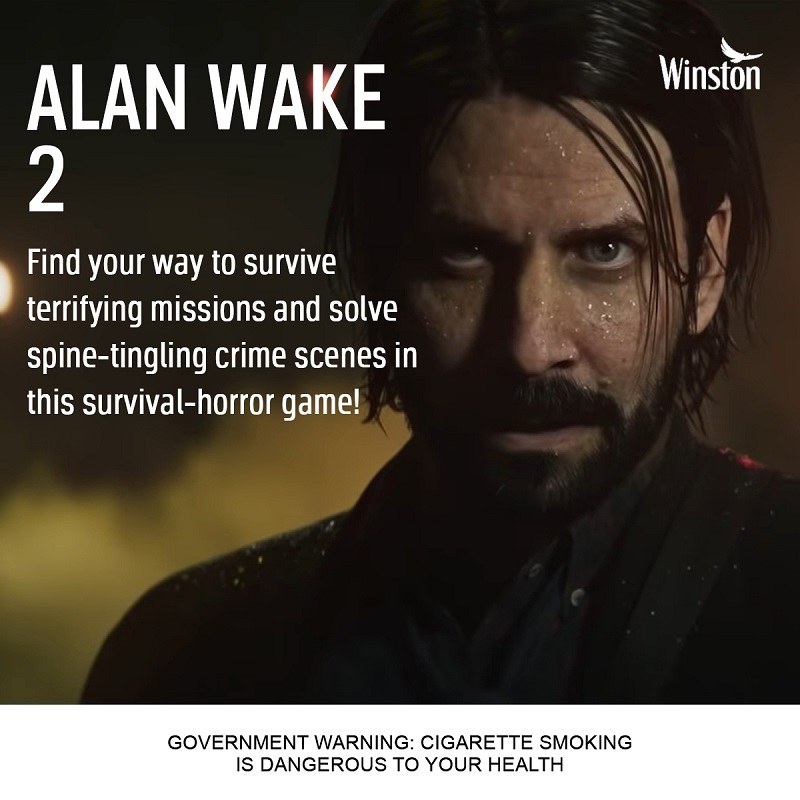 Winston
ALAN WAKE
2
Find your way to survive
terrifying missions and solve
spine-tingling crime scenes in
this survival-horror game!
GOVERNMENT WARNING: CIGARETTE SMOKING
IS DANGEROUS TO YOUR HEALTH